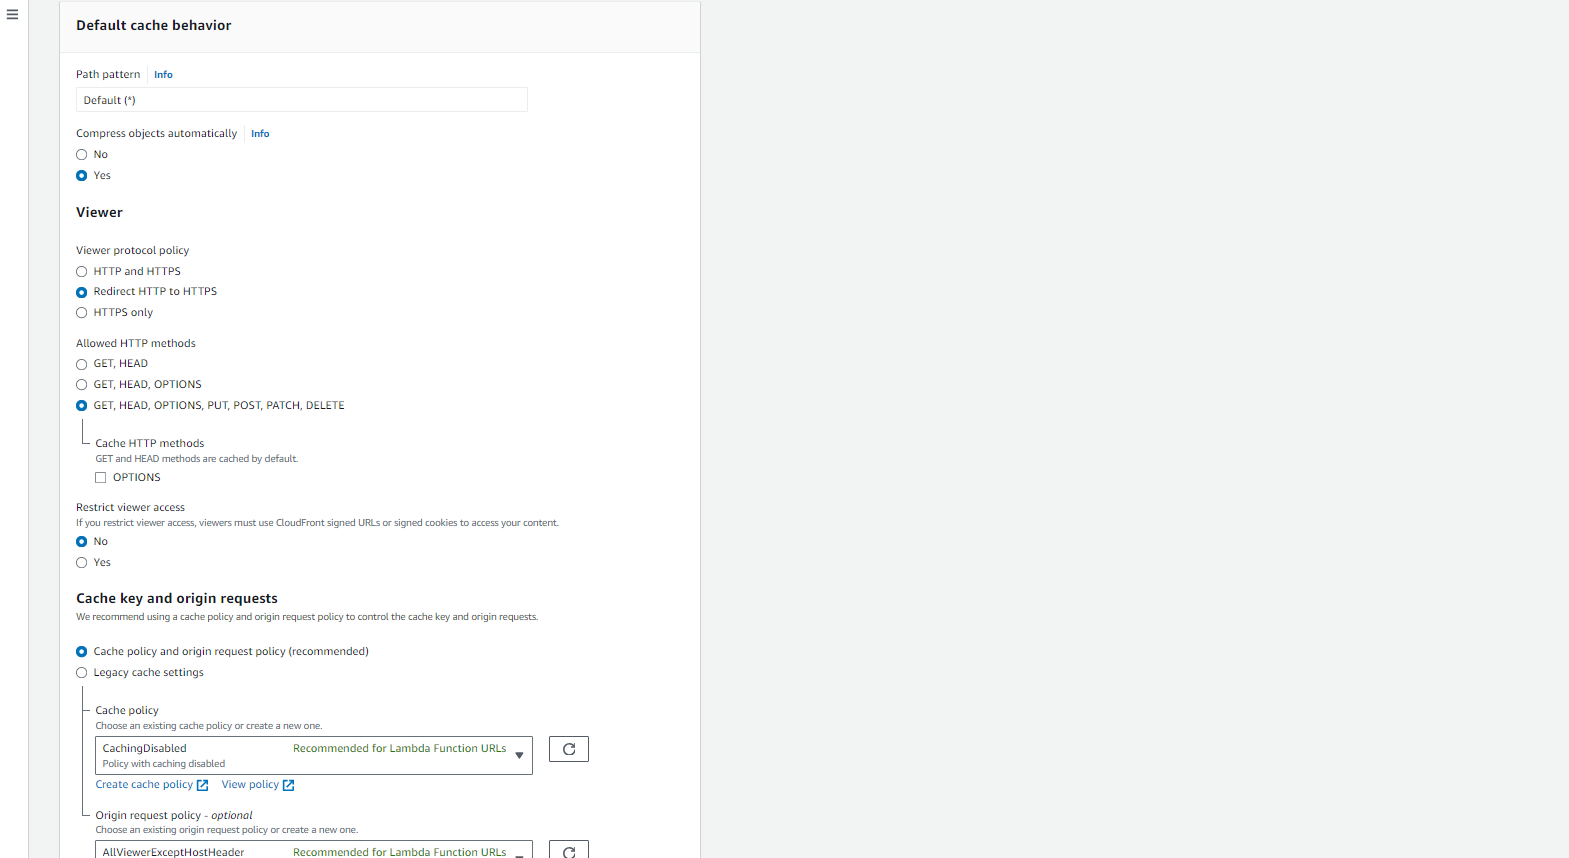 Default cache behavior
Path pattern Info
Default (*)
Compress objects automatically Info
No
Yes
Viewer
Viewer protocol policy
HTTP and HTTPS
Redirect HTTP to HTTPS
HTTPS only
Allowed HTTP methods
GET, HEAD
GET, HEAD, OPTIONS
GET, HEAD, OPTIONS, PUT, POST, PATCH, DELETE
Cache HTTP methods
GET and HEAD methods are cached by default.
OPTIONS
Restrict viewer access
If you restrict viewer access, viewers must use CloudFront signed URLs or signed cookies to access your content.
No
Yes
Cache key and origin requests
We recommend using a cache policy and origin request policy to control the cache key and origin requests.
Cache policy and origin request policy (recommended)
Legacy cache settings
Cache policy
Choose an existing cache policy or create a new one.
CachingDisabled Recommended for Lambda Function URLs
Policy with caching disabled
Create cache policy View policy
Origin request policy - optional
Choose an existing origin request policy or create a new one.
AllViewerExceptHostHeader Recommended for Lambda Function URLs